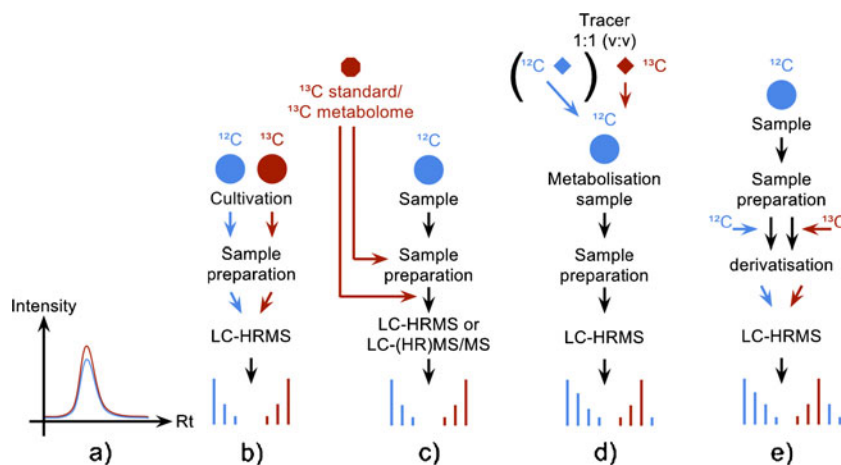 Tracer
1:1 (v:v)
(¹²C) ¹³C
¹³C standard/
¹³C metabolome
¹²C ¹³C
Cultivation
Sample
preparation
LC-HRMS
¹²C
Sample
Sample
preparation
LC-HRMS or
LC-(HR)MS/MS
¹²C
Metabolisation
sample
Sample
preparation
LC-HRMS
¹²C
Sample
Sample
preparation
¹²C ¹³C
derivatisation
LC-HRMS
Intensity
Rt
a) b) c) d) e)